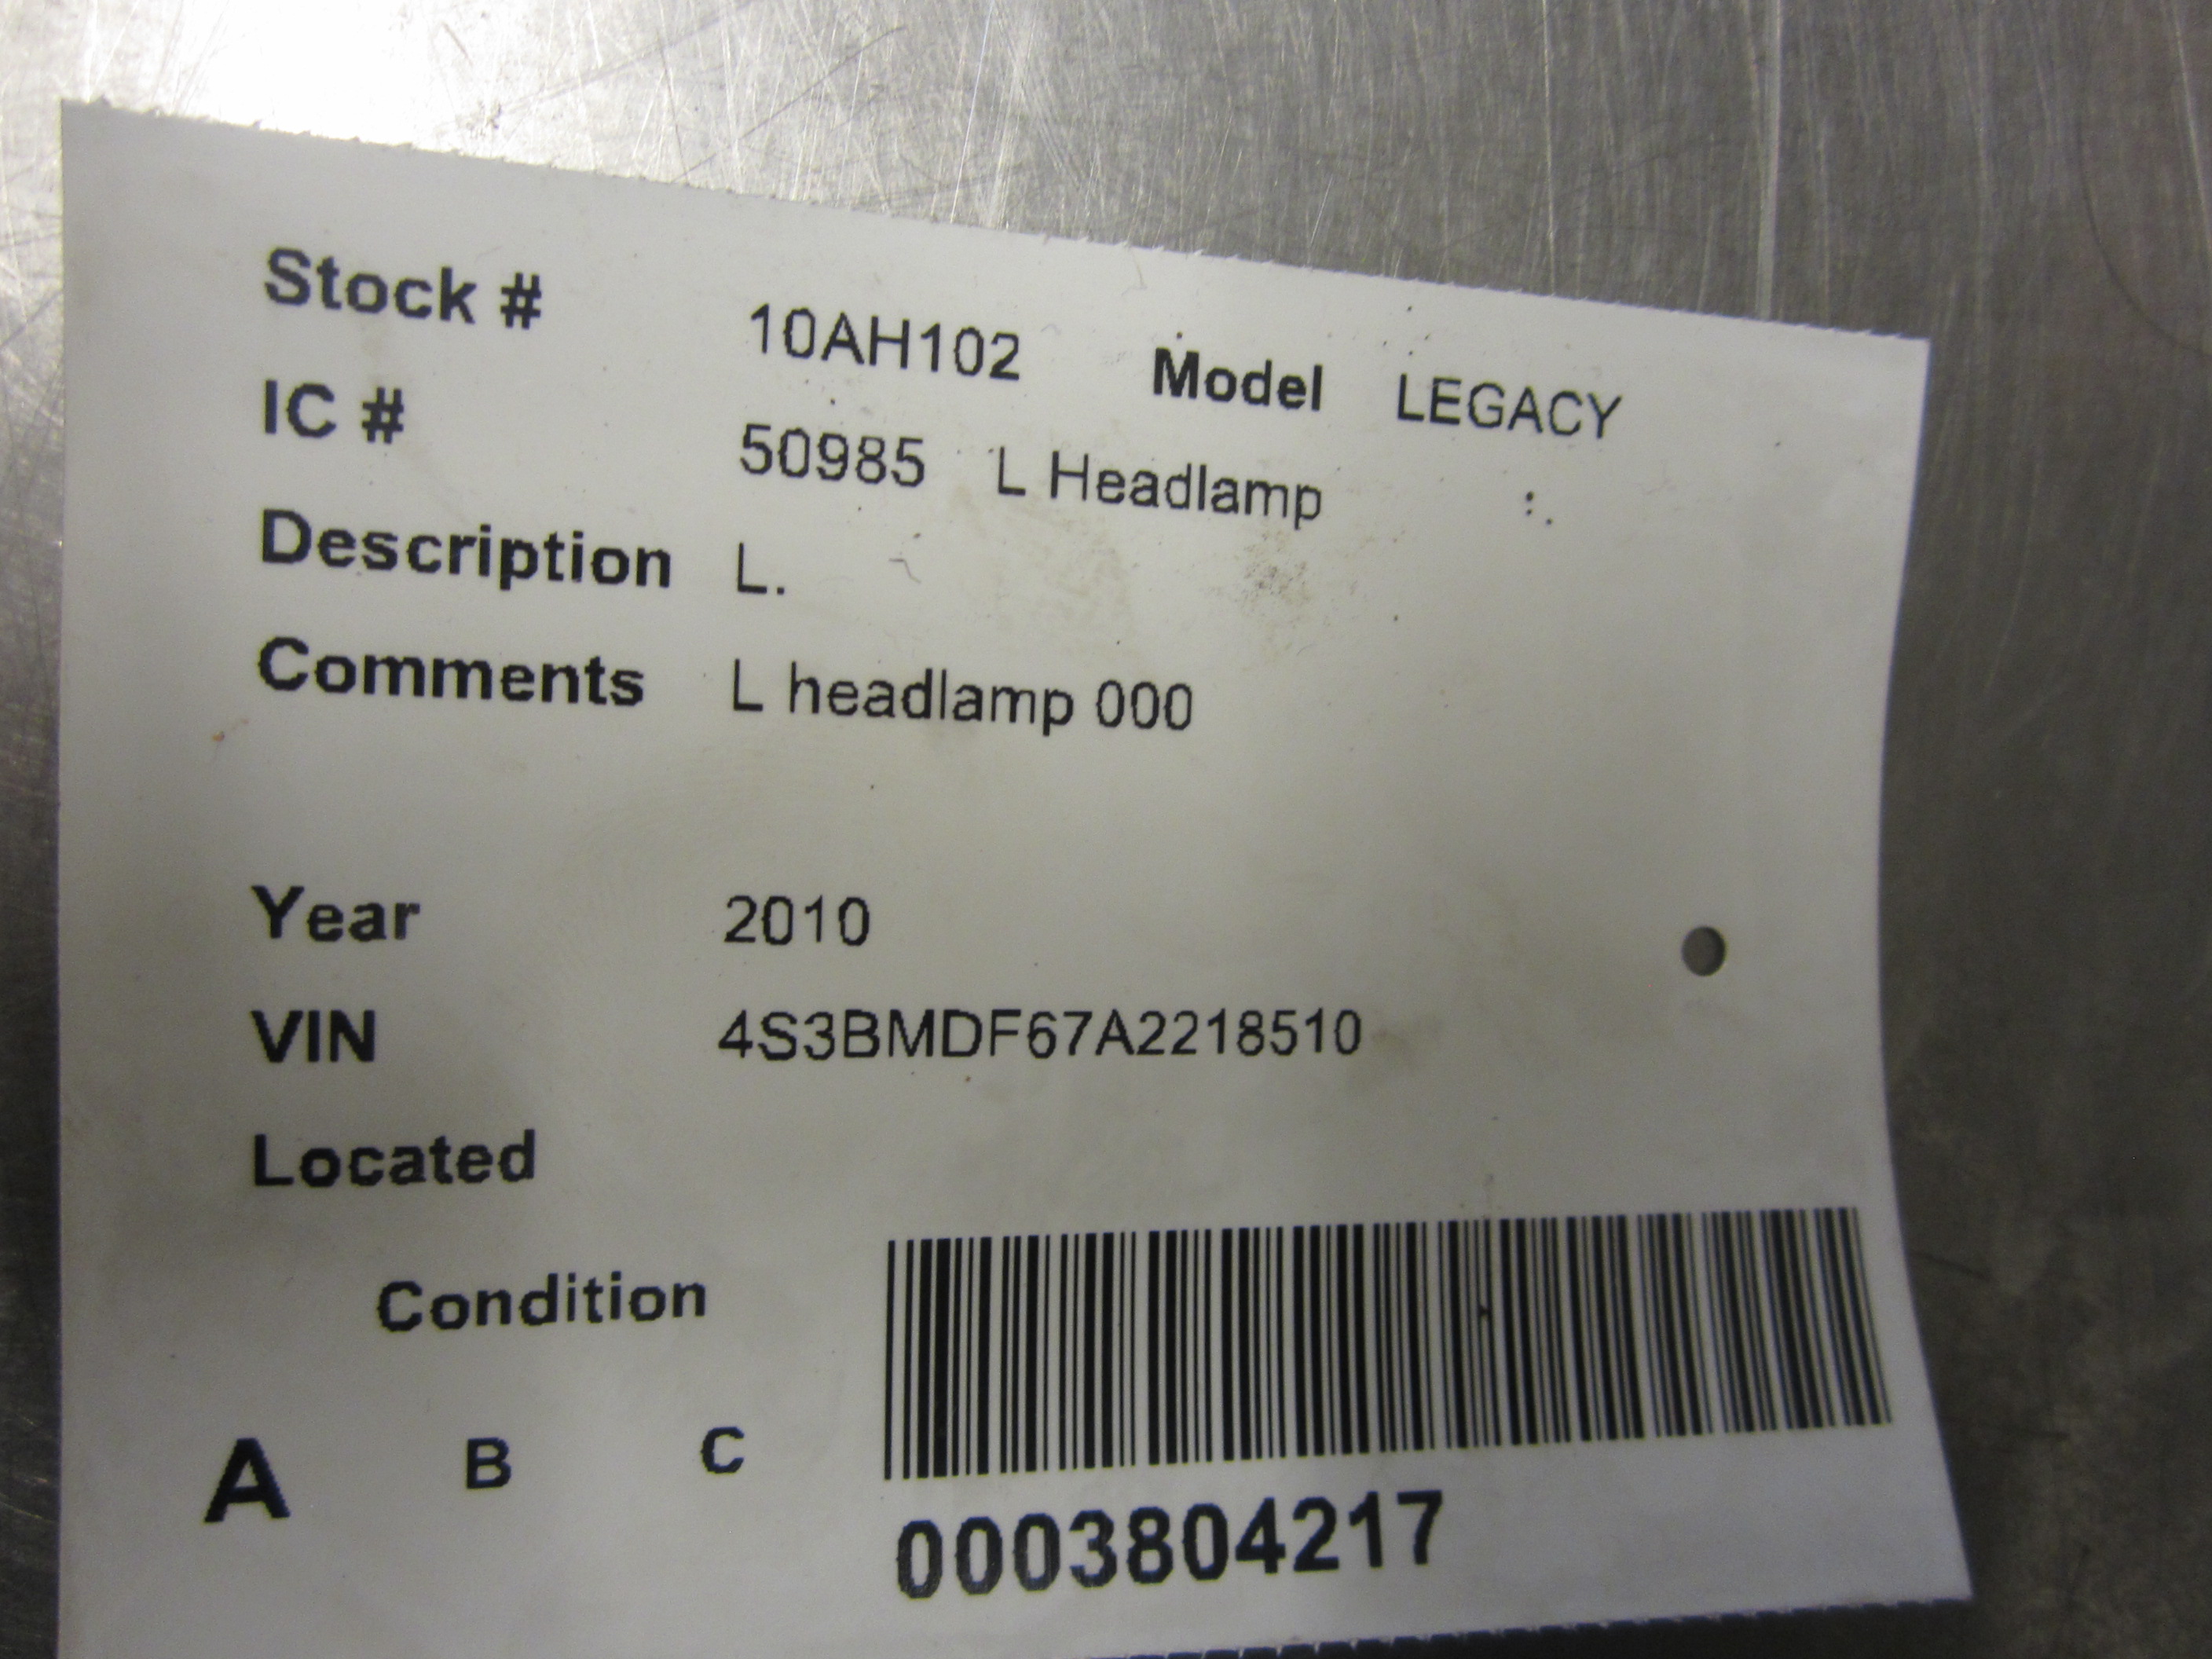 Stock # 10AH102 Model LEGACY
IC # 50985 L Headlamp
Description L.
Comments L headlamp 000
Year 2010
VIN 4S3BMDF67A2218510
Located
Condition
A B C
0003804217